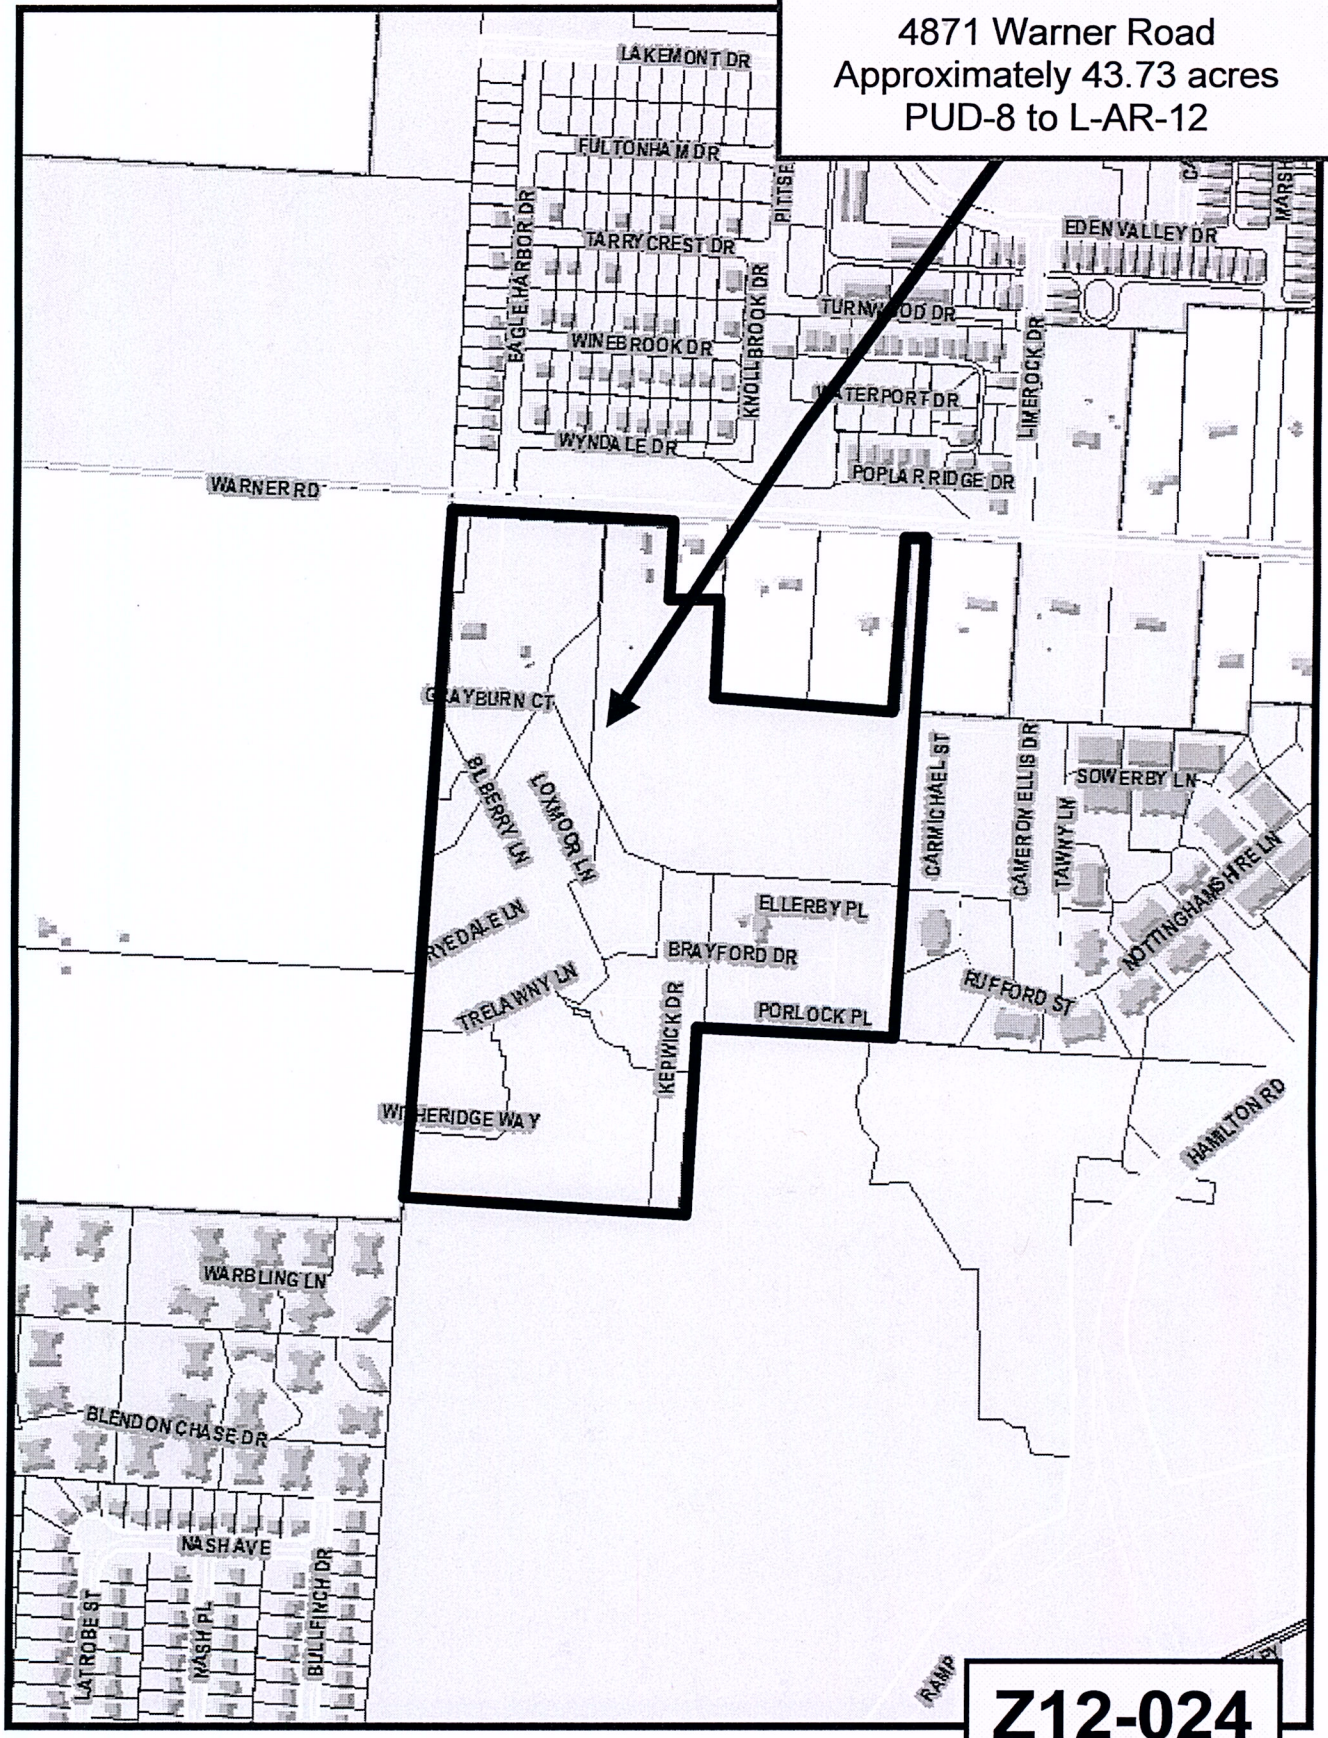 4871 Warner Road
Approximately 43.73 acres
PUD-8 to L-AR-12
LAKEMONT DR
FULTONHAM DR
EAGLE HARBOR DR
TARRYCREST DR
KNOLLBROOK DR
EDEN VALLEY DR
TURNWOOD DR
WINEBROOK DR
LIMEROCK DR
WATERPORT DR
WYNDALE DR
POPLAR RIDGE DR
WARNER RD
GRAYBURN CT
BLBERRY LN
LOXMOOR LN
CARMICHAEL ST
CAMERON ELLIS DR
TAWNY LN
SOWERBY LN
NOTTINGHAMSHIRE LN
ELLERBY PL
RYEDALE LN
BRAYFORD DR
TRELAWNY LN
RUFFORD ST
PORLOCK PL
KERWICK DR
WITHERIDGE WAY
HAMILTON RD
WARBLING LN
BLENDON CHASE DR
NASH AVE
LATROBE ST
NASH PL
BULLFINCH DR
RAMP
Z12-024